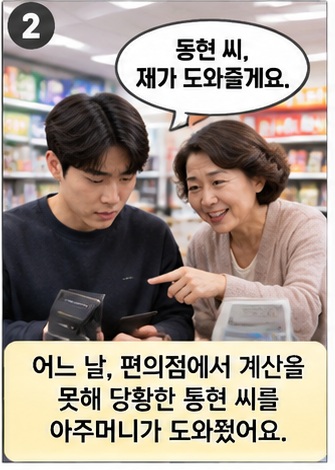 2
동현 씨,
재가 도와줄게요.
어느 날, 편의점에서 계산을
못해 당황한 통현 씨를
아주머니가 도와쬤어요.